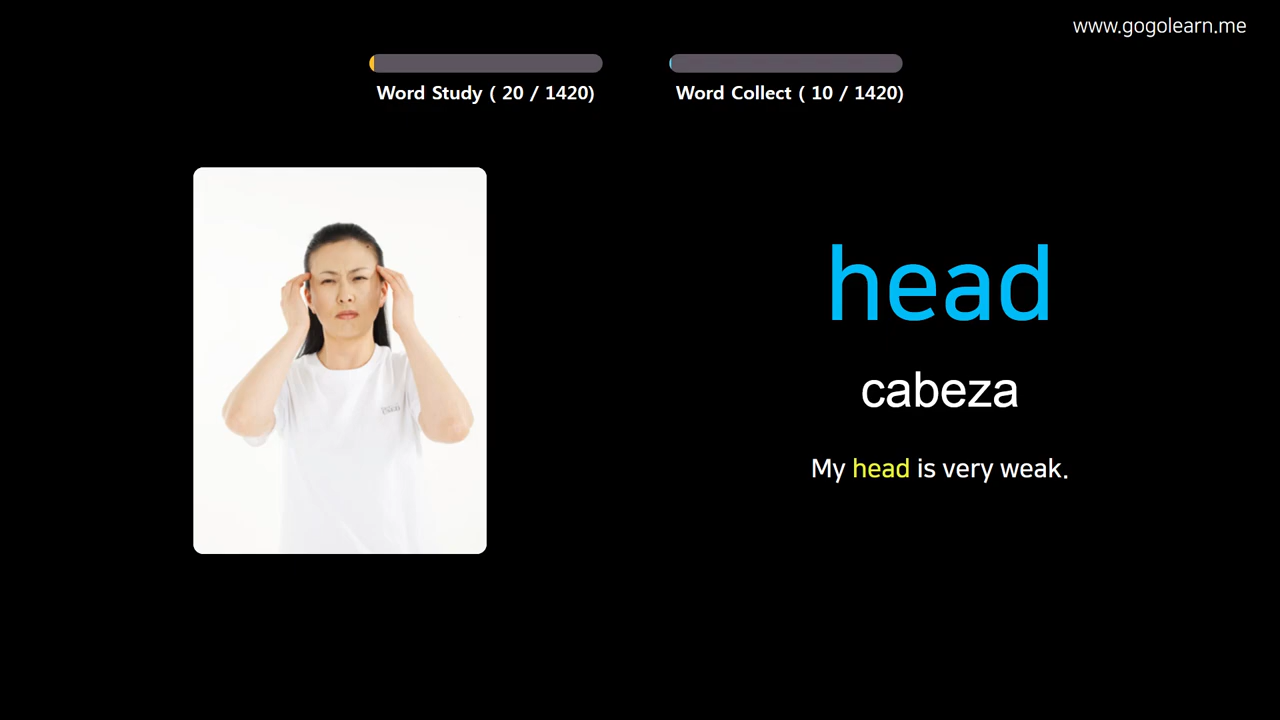 www.gogolearn.me
Word Study ( 20 / 1420)
Word Collect ( 10 / 1420)
head
cabeza
My head is very weak.